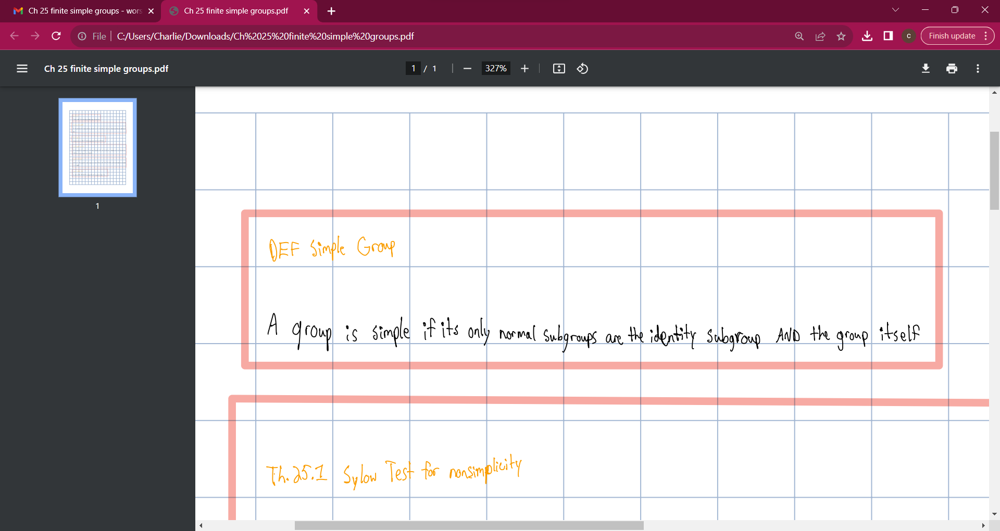 Ch 25 finite simple groups - wors
Ch 25 finite simple groups.pdf
File
C:/Users/Charlie/Downloads/Ch%2025%20finite%20simple%20groups.pdf
C
Finish update
Ch 25 finite simple groups.pdf
1 / 1
327%
1
DEF Simple Group
A group is simple if its only normal subgroups are the identity subgroup AND the group itself
Th. 25.1 Sylow Test for nonsimplicity